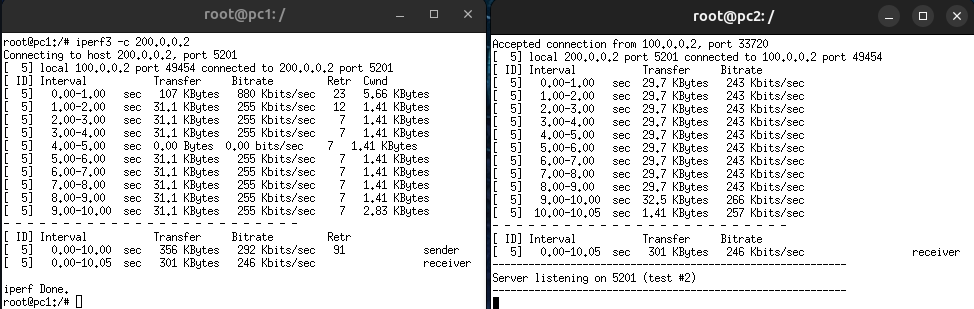 root@pc1: /
root@pc1:/# iperf3 -c 200.0.0.2
Connecting to host 200.0.0.2, port 5201
[  5] local 100.0.0.2 port 49454 connected to 200.0.0.2 port 5201
[ ID] Interval           Transfer     Bitrate         Retr  Cwnd
[  5]   0.00-1.00   sec   107 KBytes   880 Kbits/sec   23   5.66 KBytes
[  5]   1.00-2.00   sec  31.1 KBytes   255 Kbits/sec   12   1.41 KBytes
[  5]   2.00-3.00   sec  31.1 KBytes   255 Kbits/sec    7   1.41 KBytes
[  5]   3.00-4.00   sec  31.1 KBytes   255 Kbits/sec    7   1.41 KBytes
[  5]   4.00-5.00   sec  0.00 Bytes  0.00 bits/sec    7   1.41 KBytes
[  5]   5.00-6.00   sec  31.1 KBytes   255 Kbits/sec    7   1.41 KBytes
[  5]   6.00-7.00   sec  31.1 KBytes   255 Kbits/sec    7   1.41 KBytes
[  5]   7.00-8.00   sec  31.1 KBytes   255 Kbits/sec    7   1.41 KBytes
[  5]   8.00-9.00   sec  31.1 KBytes   255 Kbits/sec    7   1.41 KBytes
[  5]   9.00-10.00  sec  31.1 KBytes   255 Kbits/sec    7   2.83 KBytes
- - - - - - - - - - - - - - - - - - - - - - - - -
[ ID] Interval           Transfer     Bitrate         Retr
[  5]   0.00-10.00  sec   356 KBytes   292 Kbits/sec   91             sender
[  5]   0.00-10.05  sec   301 KBytes   246 Kbits/sec                  receiver

iperf Done.
root@pc1:/#
root@pc2: /
Accepted connection from 100.0.0.2, port 33720
[  5] local 200.0.0.2 port 5201 connected to 100.0.0.2 port 49454
[ ID] Interval           Transfer     Bitrate
[  5]   0.00-1.00   sec  29.7 KBytes   243 Kbits/sec
[  5]   1.00-2.00   sec  29.7 KBytes   243 Kbits/sec
[  5]   2.00-3.00   sec  29.7 KBytes   243 Kbits/sec
[  5]   3.00-4.00   sec  29.7 KBytes   243 Kbits/sec
[  5]   4.00-5.00   sec  29.7 KBytes   243 Kbits/sec
[  5]   5.00-6.00   sec  29.7 KBytes   243 Kbits/sec
[  5]   6.00-7.00   sec  29.7 KBytes   243 Kbits/sec
[  5]   7.00-8.00   sec  29.7 KBytes   243 Kbits/sec
[  5]   8.00-9.00   sec  29.7 KBytes   243 Kbits/sec
[  5]   9.00-10.00  sec  32.5 KBytes   266 Kbits/sec
[  5]  10.00-10.05  sec  1.41 KBytes   257 Kbits/sec
- - - - - - - - - - - - - - - - - - - - - - - - -
[ ID] Interval           Transfer     Bitrate
[  5]   0.00-10.05  sec   301 KBytes   246 Kbits/sec                  receiver
-----------------------------------------------------------
Server listening on 5201 (test #2)
-----------------------------------------------------------